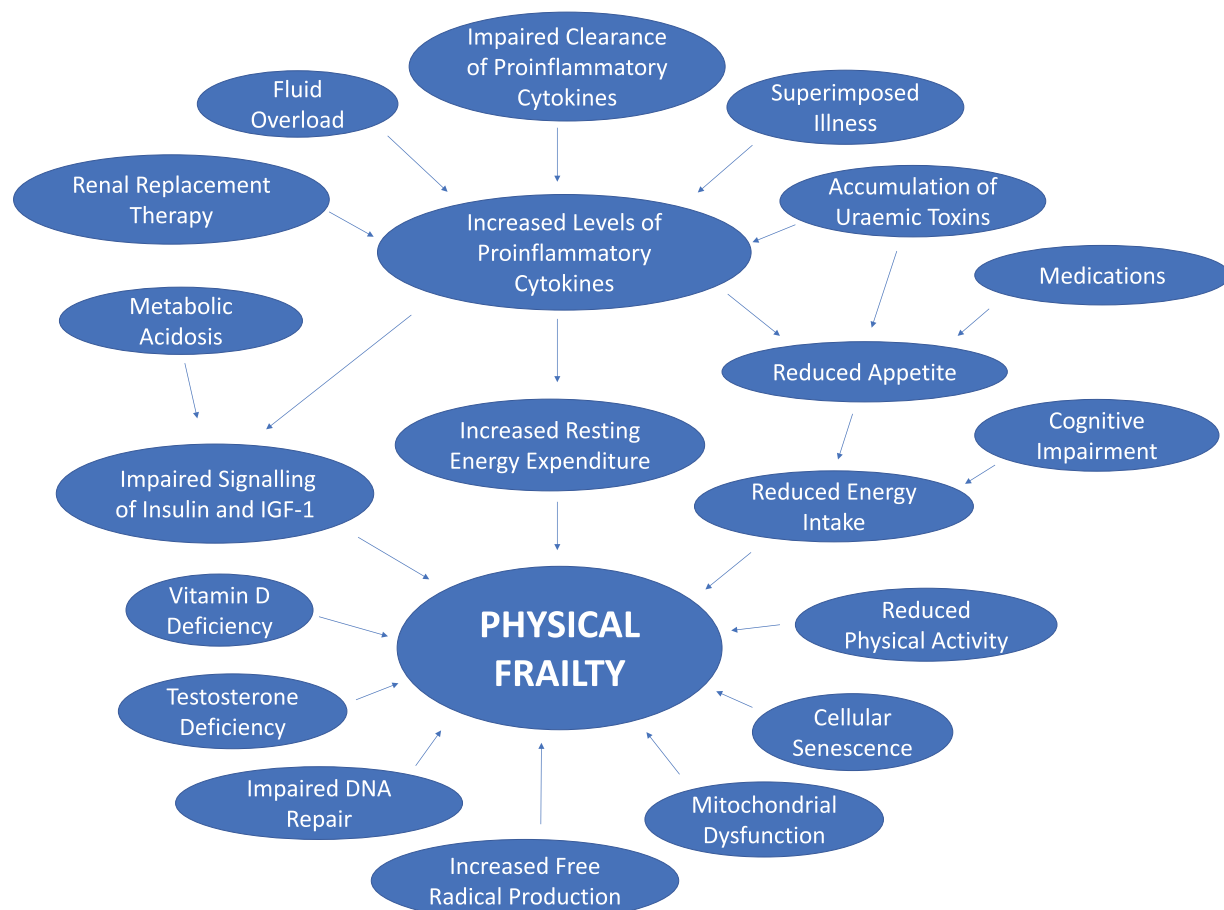 Impaired Clearance
of Proinflammatory
Cytokines
Fluid
Overload
Superimposed
Illness
Renal Replacement
Therapy
Accumulation of
Uraemic Toxins
Increased Levels of
Proinflammatory
Cytokines
Medications
Metabolic
Acidosis
Reduced Appetite
Increased Resting
Energy Expenditure
Cognitive
Impairment
Impaired Signalling
of Insulin and IGF-1
Reduced Energy
Intake
Vitamin D
Deficiency
PHYSICAL
FRAILTY
Reduced
Physical Activity
Testosterone
Deficiency
Cellular
Senescence
Impaired DNA
Repair
Mitochondrial
Dysfunction
Increased Free
Radical Production